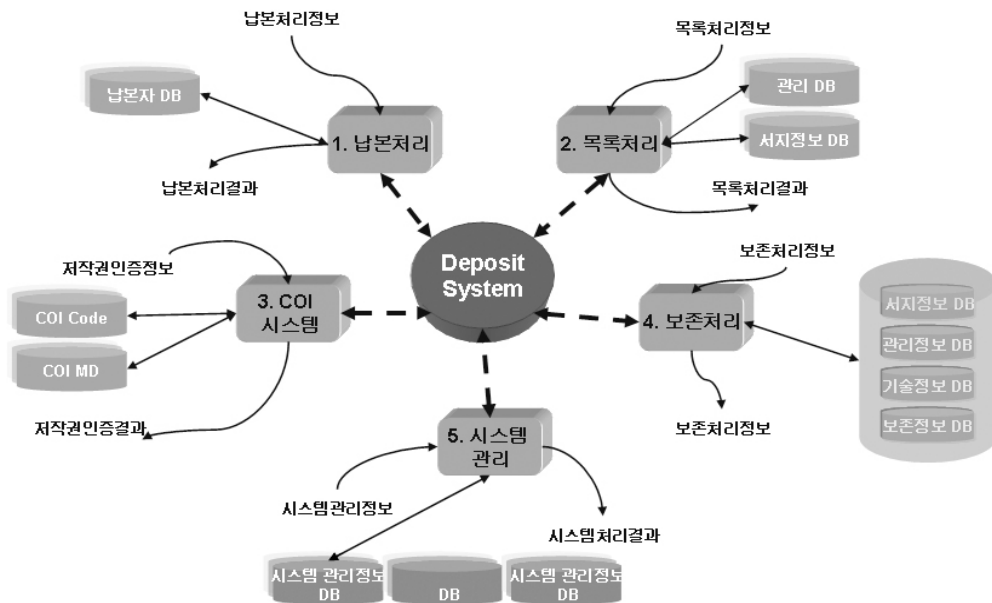 납본처리정보
목록처리정보
납본자 DB
관리 DB
1. 납본처리
2. 목록처리
서지정보 DB
납본처리결과
목록처리결과
저작권인증정보
Deposit
System
보존처리정보
3. COI
시스템
COI Code
COI MD
4. 보존처리
서지정보 DB
관리정보 DB
기술정보 DB
보존정보 DB
저작권인증결과
보존처리정보
5. 시스템
관리
시스템관리정보
시스템처리결과
시스템 관리정보
DB
DB
시스템 관리정보
DB